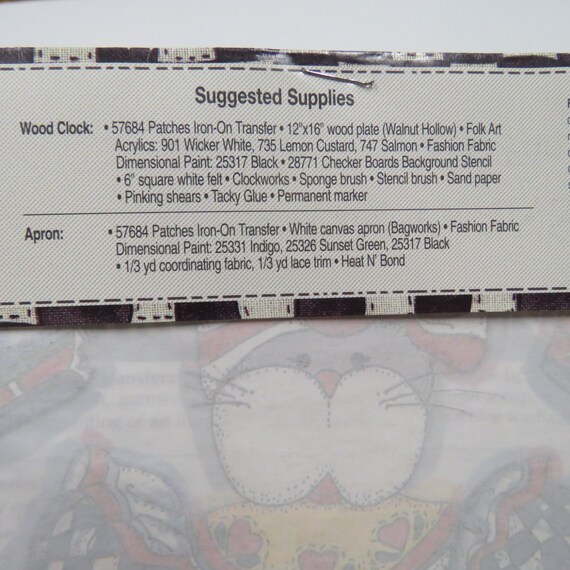 Suggested Supplies
Wood Clock: • 57684 Patches Iron-On Transfer • 12"x16" wood plate (Walnut Hollow) • Folk Art
Acrylics: 901 Wicker White, 735 Lemon Custard, 747 Salmon • Fashion Fabric
Dimensional Paint: 25317 Black • 28771 Checker Boards Background Stencil
• 6" square white felt • Clockworks • Sponge brush • Stencil brush • Sand paper
• Pinking shears • Tacky Glue • Permanent marker
Apron: • 57684 Patches Iron-On Transfer • White canvas apron (Bagworks) • Fashion Fabric
Dimensional Paint: 25331 Indigo, 25326 Sunset Green, 25317 Black
• 1/3 yd coordinating fabric, 1/3 yd lace trim • Heat N' Bond